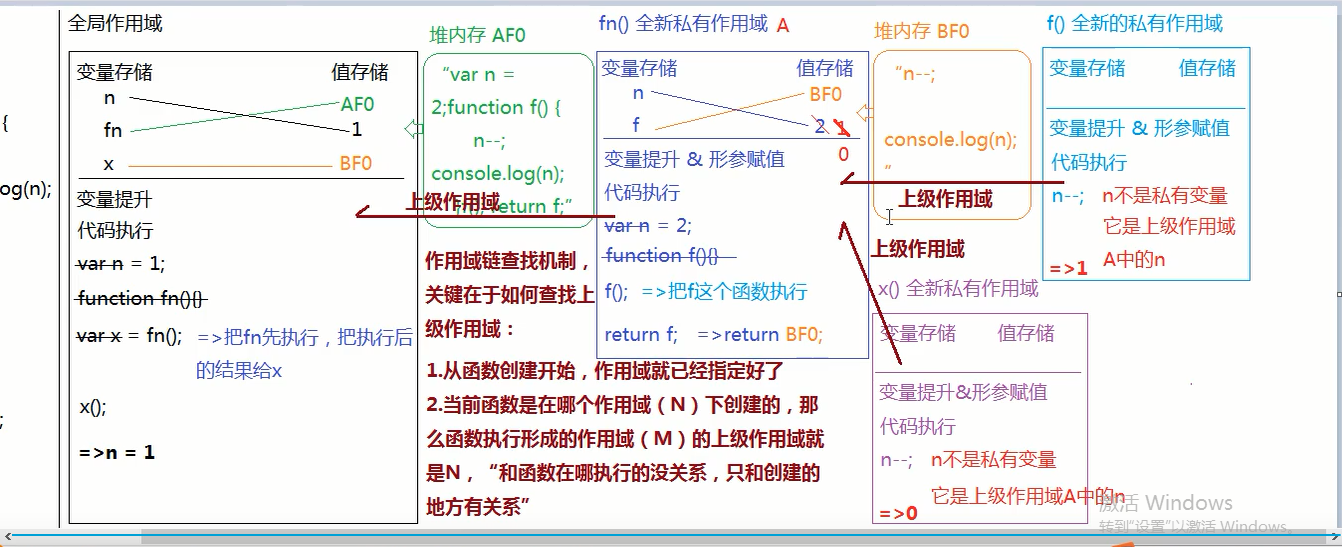 {
og(n);
;
全局作用域
变量存储 值存储
n AF0
fn 1
x BF0
变量提升
代码执行
var n = 1;
function fn(){}
var x = fn(); =>把fn先执行，把执行后
的结果给x
x();
=>n = 1
堆内存 AF0
“var n =
2;function f() {
n--;
console.log(n);
f(); return f;”
上级作用域
作用域链查找机制，
关键在于如何查找上
级作用域：
1.从函数创建开始，作用域就已经指定好了
2.当前函数是在哪个作用域（N）下创建的，那
么函数执行形成的作用域（M）的上级作用域就
是N，“和函数在哪执行的没关系，只和创建的
地方有关系”
fn() 全新私有作用域 A
变量存储 值存储
n BF0
f 2 1
0
变量提升 & 形参赋值
代码执行
var n = 2;
function f(){}
f(); =>把f这个函数执行
return f; =>return BF0;
堆内存 BF0
“n--;
console.log(n);
”
上级作用域
上级作用域
f() 全新的私有作用域
变量存储 值存储
变量提升 & 形参赋值
代码执行
n--; n不是私有变量
它是上级作用域
A中的n
=>1
x() 全新私有作用域
变量存储 值存储
变量提升&形参赋值
代码执行
n--; n不是私有变量
它是上级作用域A中的n
=>0
激活 Windows
转到“设置”以激活 Windows。